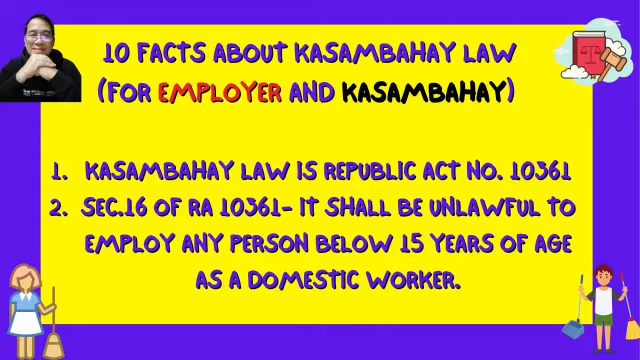 10 FACTS ABOUT KASAMBAHAY LAW
(FOR EMPLOYER AND KASAMBAHAY)
1. KASAMBAHAY LAW IS REPUBLIC ACT NO. 10361
2. SEC.16 OF RA 10361- IT SHALL BE UNLAWFUL TO
EMPLOY ANY PERSON BELOW 15 YEARS OF AGE
AS A DOMESTIC WORKER.